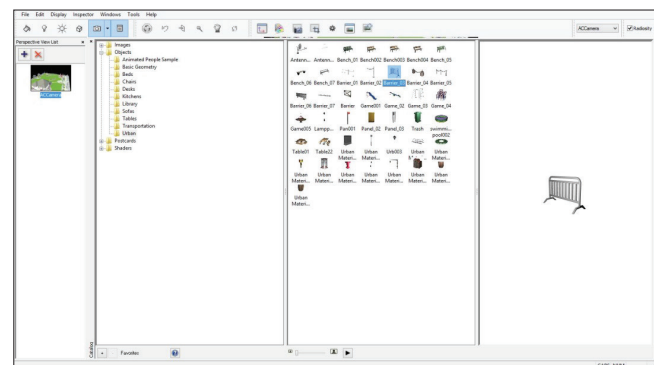 File Edit Display Inspector Windows Tools Help
ACCamera
Radiosity
Perspective View List
ACCamera
Images
Objects
Animated People Sample
Basic Geometry
Beds
Chairs
Desks
Kitchens
Library
Sofas
Tables
Transportation
Urban
Postcards
Shaders
Antenn... Antenn... Bench_01 Bench002 Bench003 Bench004 Bench_05
Bench_06 Bench_07 Barrier_01 Barrier_02 Barrier_03 Barrier_04 Barrier_05
Barrier_06 Barrier_07 Barrier Game001 Game_02 Game_03 Game_04
Game005 Lampp... Pan001 Panel_02 Panel_03 Trash swimmi...
pool002
Table01 Table22 Urban Urban Urb003 Urban Urban
Materi... Materi... Materi...
Urban Urban Urban Urban Urban Urban Urban
Materi... Materi... Materi... Materi... Materi... Materi... Materi...
Urban
Materi...
Catalog
Favorites